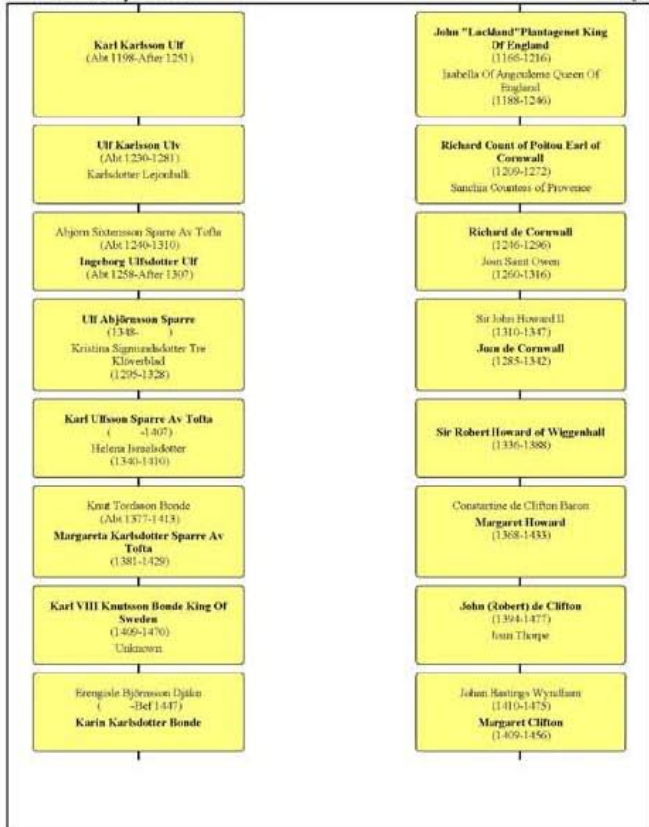 Karl Karlsson Ulf
(Abt 1198-After 1251)
Ulf Karlsson Ulv
(Abt 1230-1281)
Karlsdotter Lejonbalk
Abjorn Sixtensson Sparre Av Tofta
(Abt 1240-1310)
Ingeborg Ulfsdotter Ulf
(Abt 1258-After 1307)
Ulf Abjörnsson Sparre
(1348- )
Kristina Sigmundsdotter Tre
Klöverblad
(1295-1328)
Karl Ulfsson Sparre Av Tofta
( -1407)
Helena Israelsdotter
(1340-1410)
Knut Tordsson Bonde
(Abt 1377-1413)
Margareta Karlsdotter Sparre Av
Tofta
(1381-1429)
Karl VIII Knutsson Bonde King Of
Sweden
(1409-1470)
Unknown
Erengisle Björnsson Djäkn
( -Bef 1447)
Karin Karlsdotter Bonde
John "Lackland"Plantagenet King
Of England
(1166-1216)
Isabella Of Angouleme Queen Of
England
(1188-1246)
Richard Count of Poitou Earl of
Cornwall
(1209-1272)
Sanchia Countess of Provence
Richard de Cornwall
(1246-1296)
Joan Saint Owen
(1260-1316)
Sir John Howard II
(1310-1347)
Joan de Cornwall
(1285-1342)
Sir Robert Howard of Wiggenhall
(1336-1388)
Constantine de Clifton Baron
Margaret Howard
(1368-1433)
John (Robert) de Clifton
(1394-1477)
Joan Thorpe
Johan Hastings Wyndham
(1410-1475)
Margaret Clifton
(1409-1456)